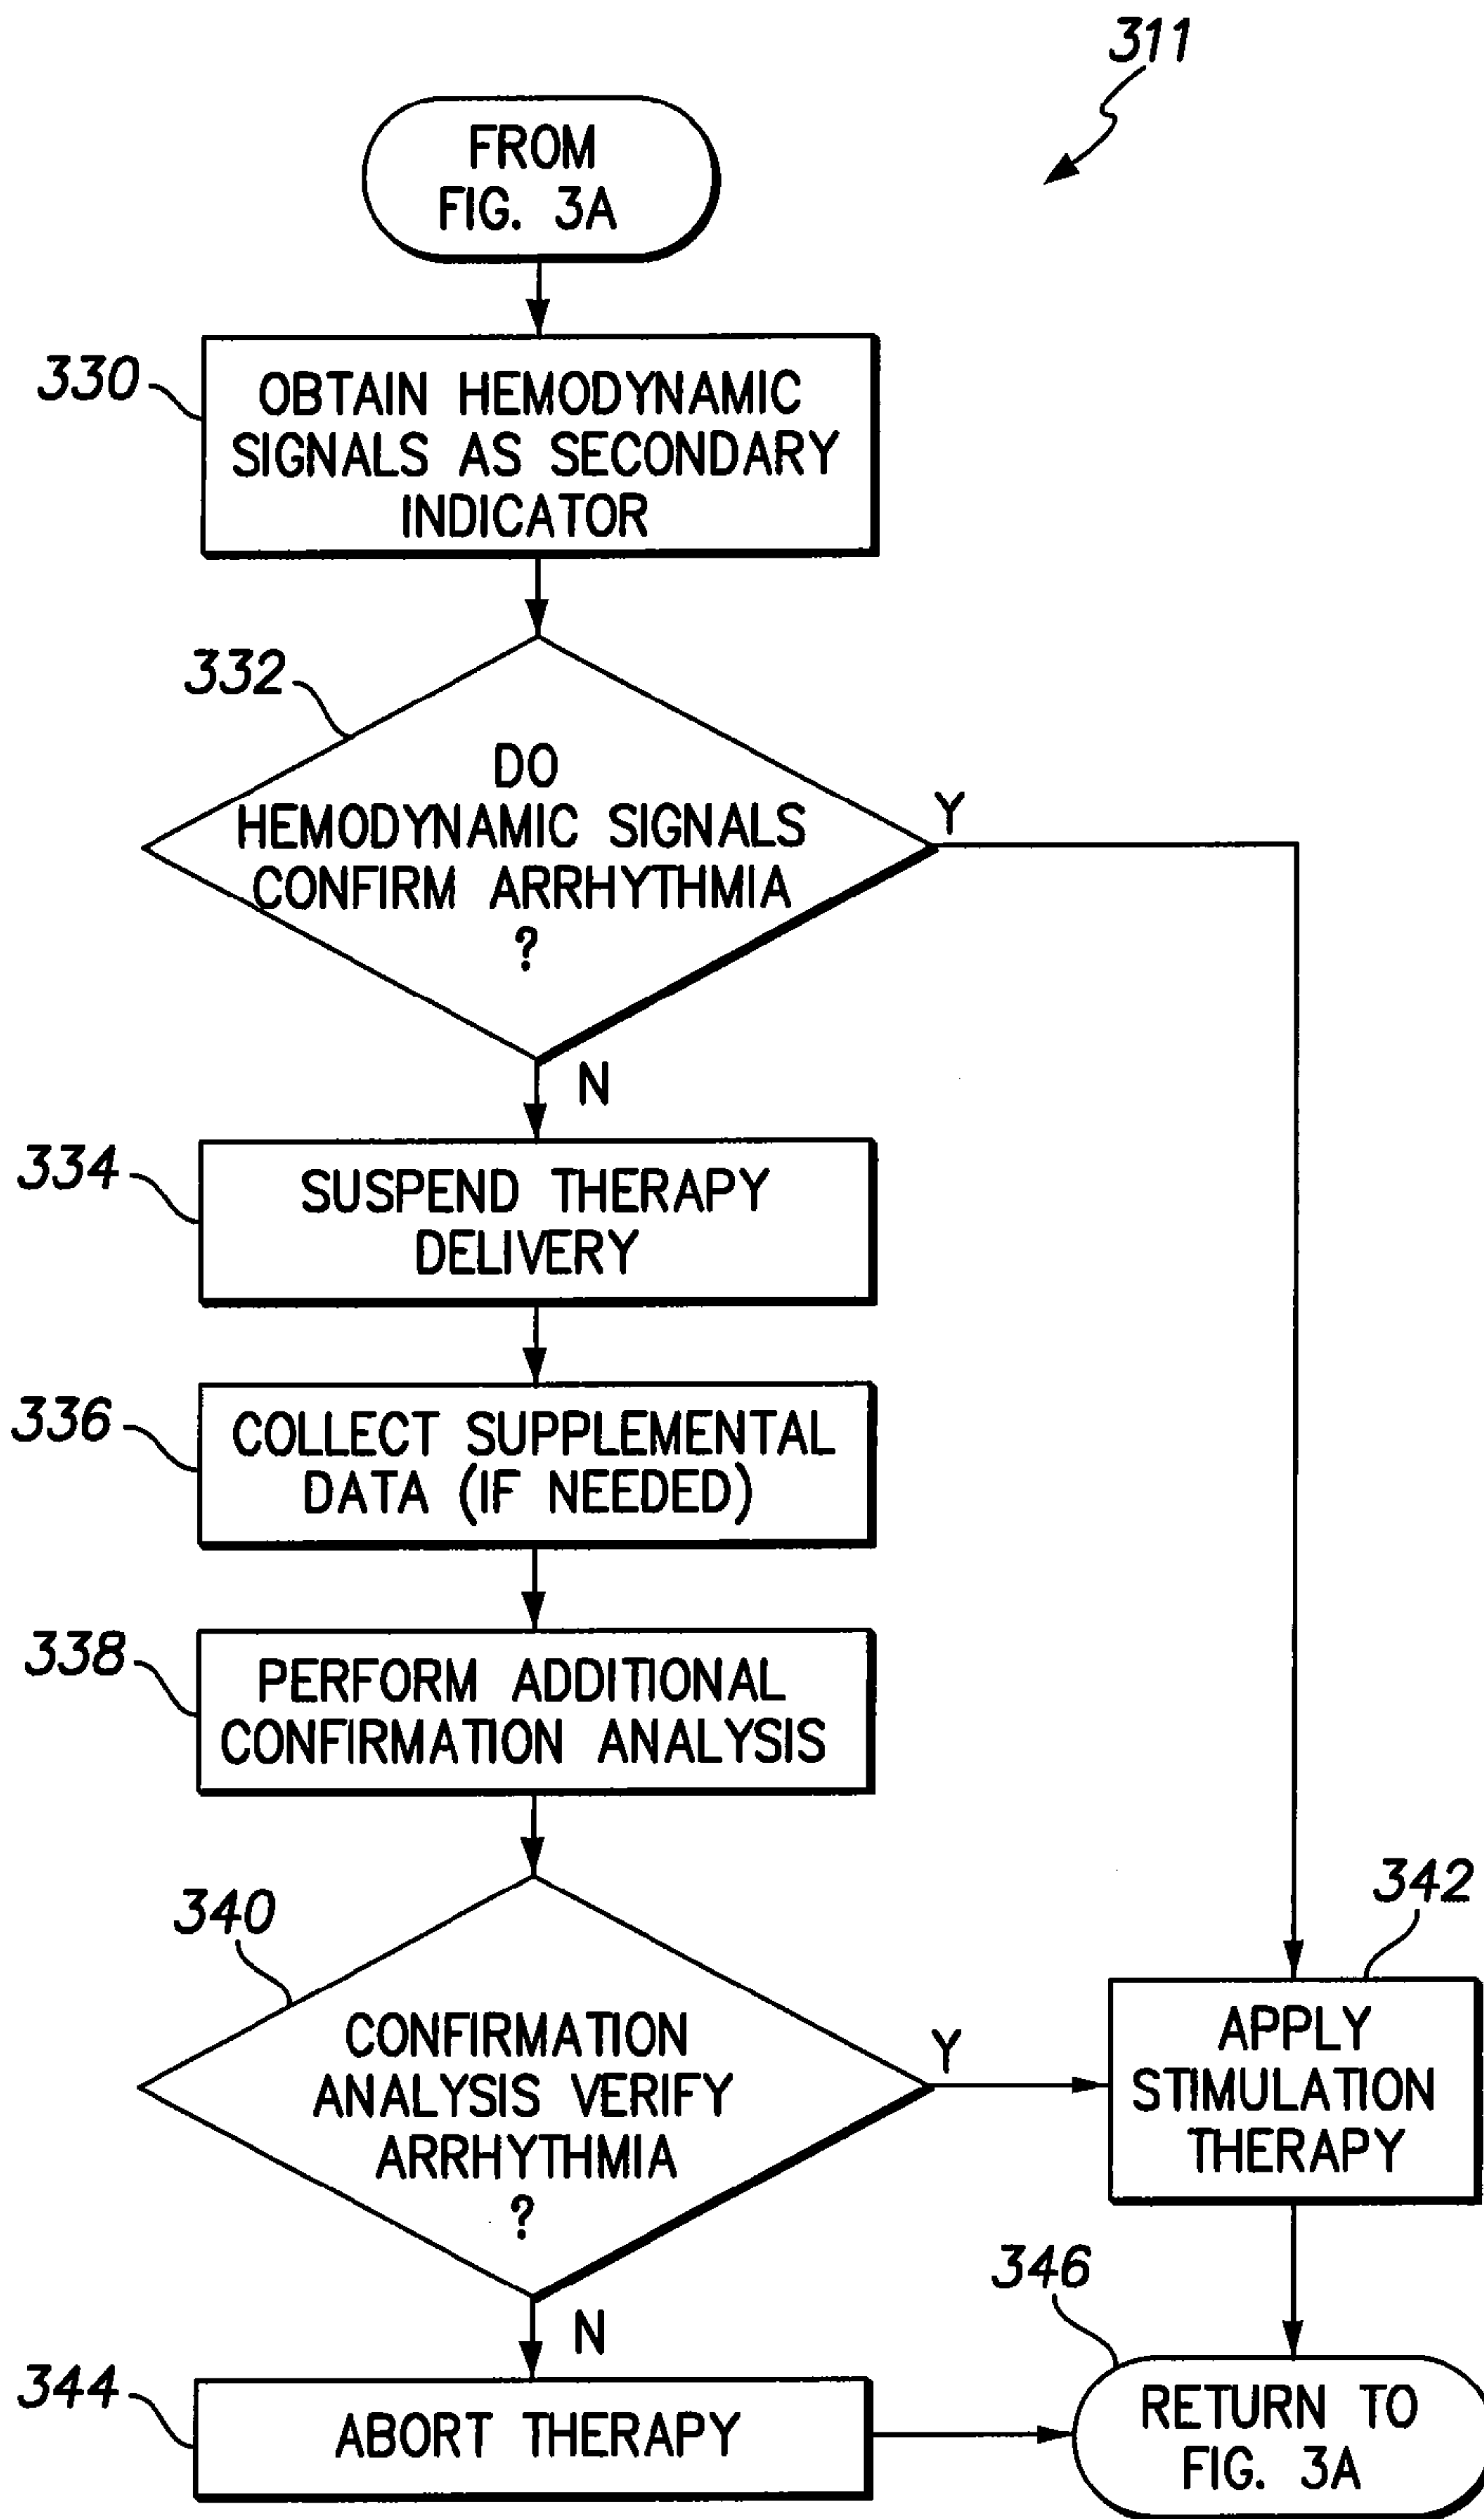 311
FROM
FIG. 3A
330
OBTAIN HEMODYNAMIC
SIGNALS AS SECONDARY
INDICATOR
332
DO
HEMODYNAMIC SIGNALS
CONFIRM ARRHYTHMIA
?
Y
N
334
SUSPEND THERAPY
DELIVERY
336
COLLECT SUPPLEMENTAL
DATA (IF NEEDED)
338
PERFORM ADDITIONAL
CONFIRMATION ANALYSIS
340
CONFIRMATION
ANALYSIS VERIFY
ARRHYTHMIA
?
Y
N
342
APPLY
STIMULATION
THERAPY
344
ABORT THERAPY
346
RETURN TO
FIG. 3A